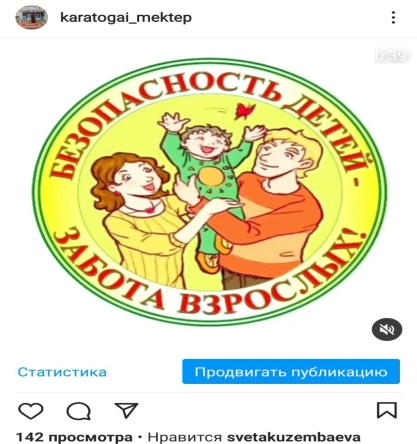 karatogai_mektep
0:39
БЕЗОПАСНОСТЬ ДЕТЕЙ -
ЗАБОТА ВЗРОСЛЫХ!
Статистика
Продвигать публикацию
142 просмотра · Нравится svetakuzembaeva